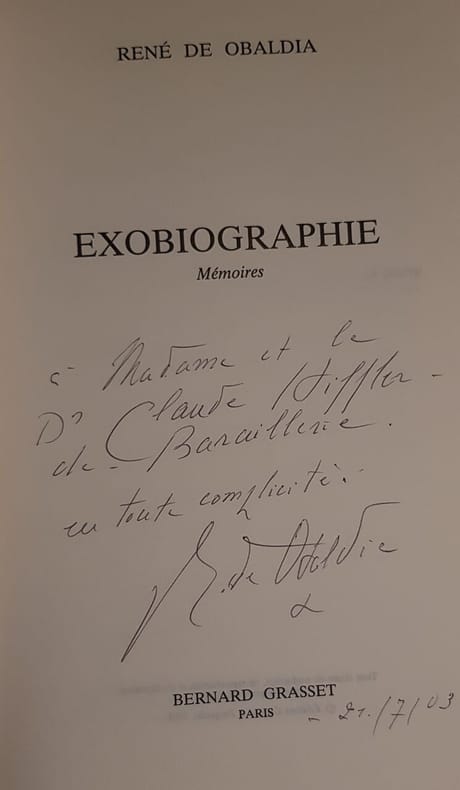 RENÉ DE OBALDIA
EXOBIOGRAPHIE
Mémoires
à Madame et le
Dr Claude Hiffler-
de-Baraillerie.
en toute complicité.
R. de Obaldia
BERNARD GRASSET
PARIS
- 21/7/03